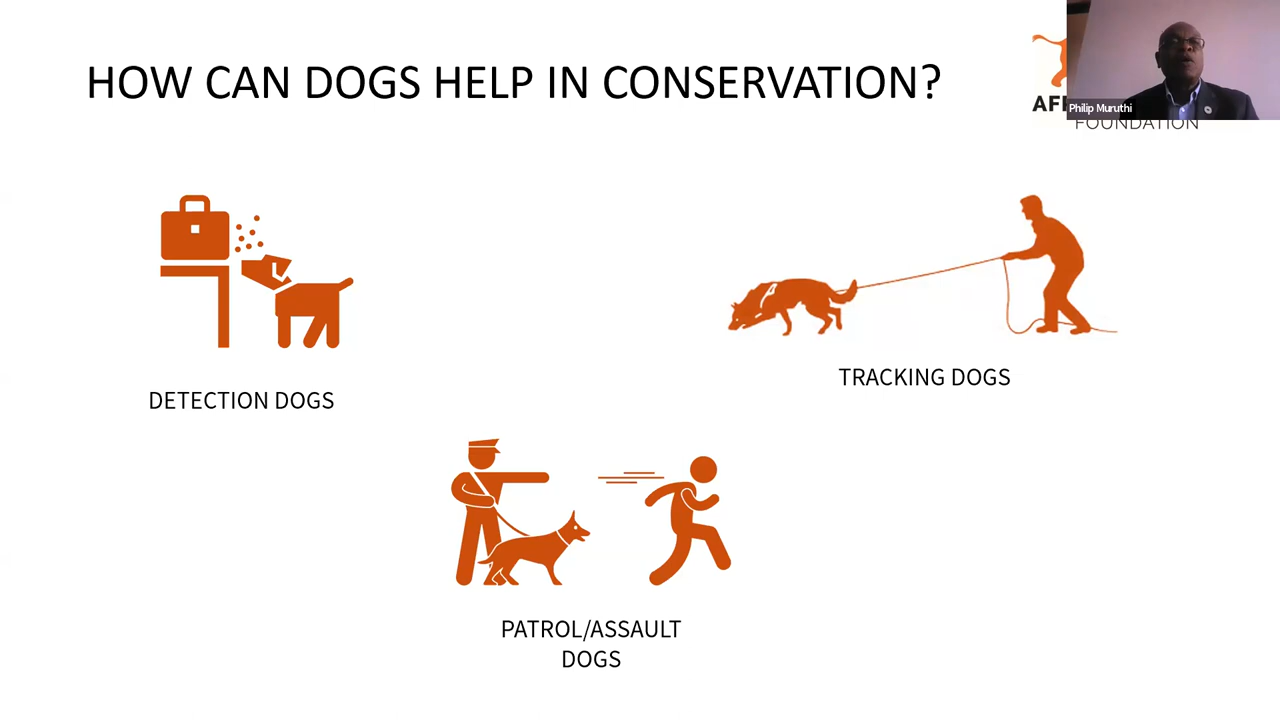 HOW CAN DOGS HELP IN CONSERVATION?
Philip Muruthi
FOUNDATION
DETECTION DOGS
TRACKING DOGS
PATROL/ASSAULT
DOGS